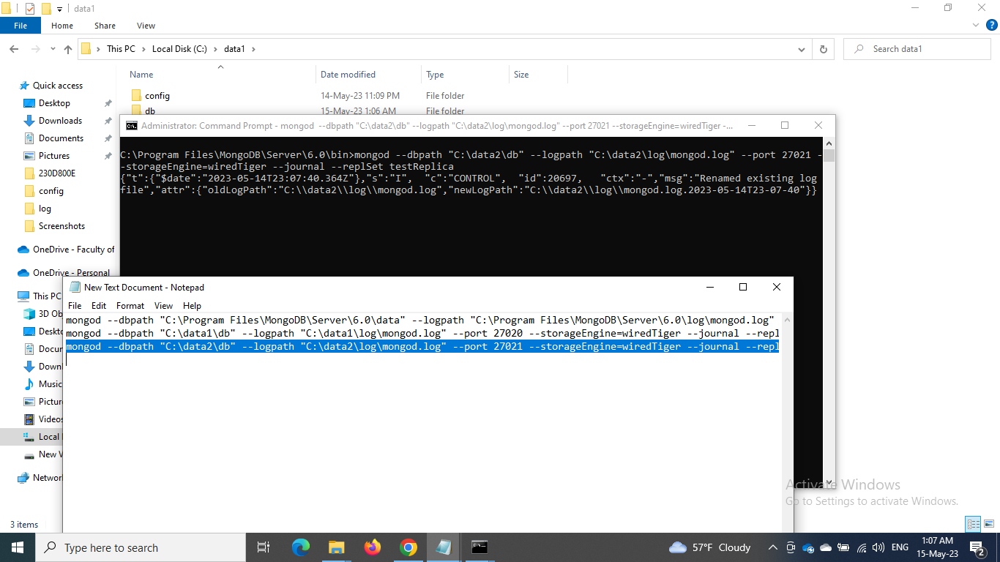 data1
File Home Share View
This PC Local Disk (C:) data1
Search data1
Name Date modified Type Size
config 14-May-23 11:09 PM File folder
db 15-May-23 1:06 AM File folder
Quick access
Desktop
Downloads
Documents
Pictures
230D800E
config
log
Screenshots
OneDrive - Faculty of
OneDrive - Personal
This PC
3D Ob
Deskto
Docur
Downl
Music
Pictur
Videos
Local
New V
Networ
3 items
Administrator: Command Prompt - mongod --dbpath "C:\data2\db" --logpath "C:\data2\log\mongod.log" --port 27021 --storageEngine=wiredTiger -...
C:\Program Files\MongoDB\Server\6.0\bin>mongod --dbpath "C:\data2\db" --logpath "C:\data2\log\mongod.log" --port 27021 -
-storageEngine=wiredTiger --journal --replSet testReplica
{"t":{"$date":"2023-05-14T23:07:40.364Z"},"s":"I", "c":"CONTROL", "id":20697, "ctx":"-","msg":"Renamed existing log
file","attr":{"oldLogPath":"C:\\data2\\log\\mongod.log","newLogPath":"C:\\data2\\log\\mongod.log.2023-05-14T23-07-40"}}
New Text Document - Notepad
File Edit Format View Help
mongod --dbpath "C:\Program Files\MongoDB\Server\6.0\data" --logpath "C:\Program Files\MongoDB\Server\6.0\log\mongod.log"
mongod --dbpath "C:\data1\db" --logpath "C:\data1\log\mongod.log" --port 27020 --storageEngine=wiredTiger --journal --repl
mongod --dbpath "C:\data2\db" --logpath "C:\data2\log\mongod.log" --port 27021 --storageEngine=wiredTiger --journal --repl
Activate Windows
Go to Settings to activate Windows.
Type here to search
57°F Cloudy
ENG
1:07 AM
15-May-23
2